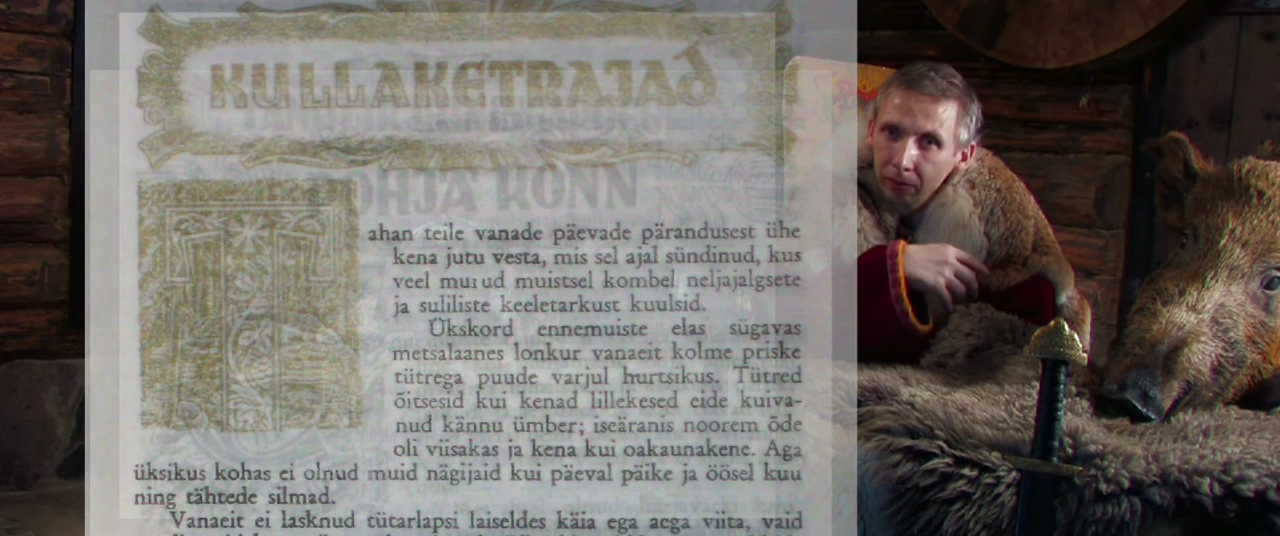 KULLAKETRAJAD
PÕHJA KONN
ahan teile vanade päevade pärandusest ühe
kena jutu vesta, mis sel ajal sündinud, kus
veel muud muistsel kombel neljajalgsete
ja suliliste keeletarkust kuulsid.
Ükskord ennemuiste elas sügavas
metsalaanes lonkur vanaeit kolme priske
tütrega puude varjul hurtsikus. Tütred
õitsesid kui kenad lillekesed eide kuiva-
nud kännu ümber; iseäranis noorem õde
oli viisakas ja kena kui oakaunakene. Aga
üksikus kohas ei olnud muid nägijaid kui päeval päike ja öösel kuu
ning tähtede silmad.
Vanaeit ei lasknud tütarlapsi laiseldes käia ega aega viita, vaid